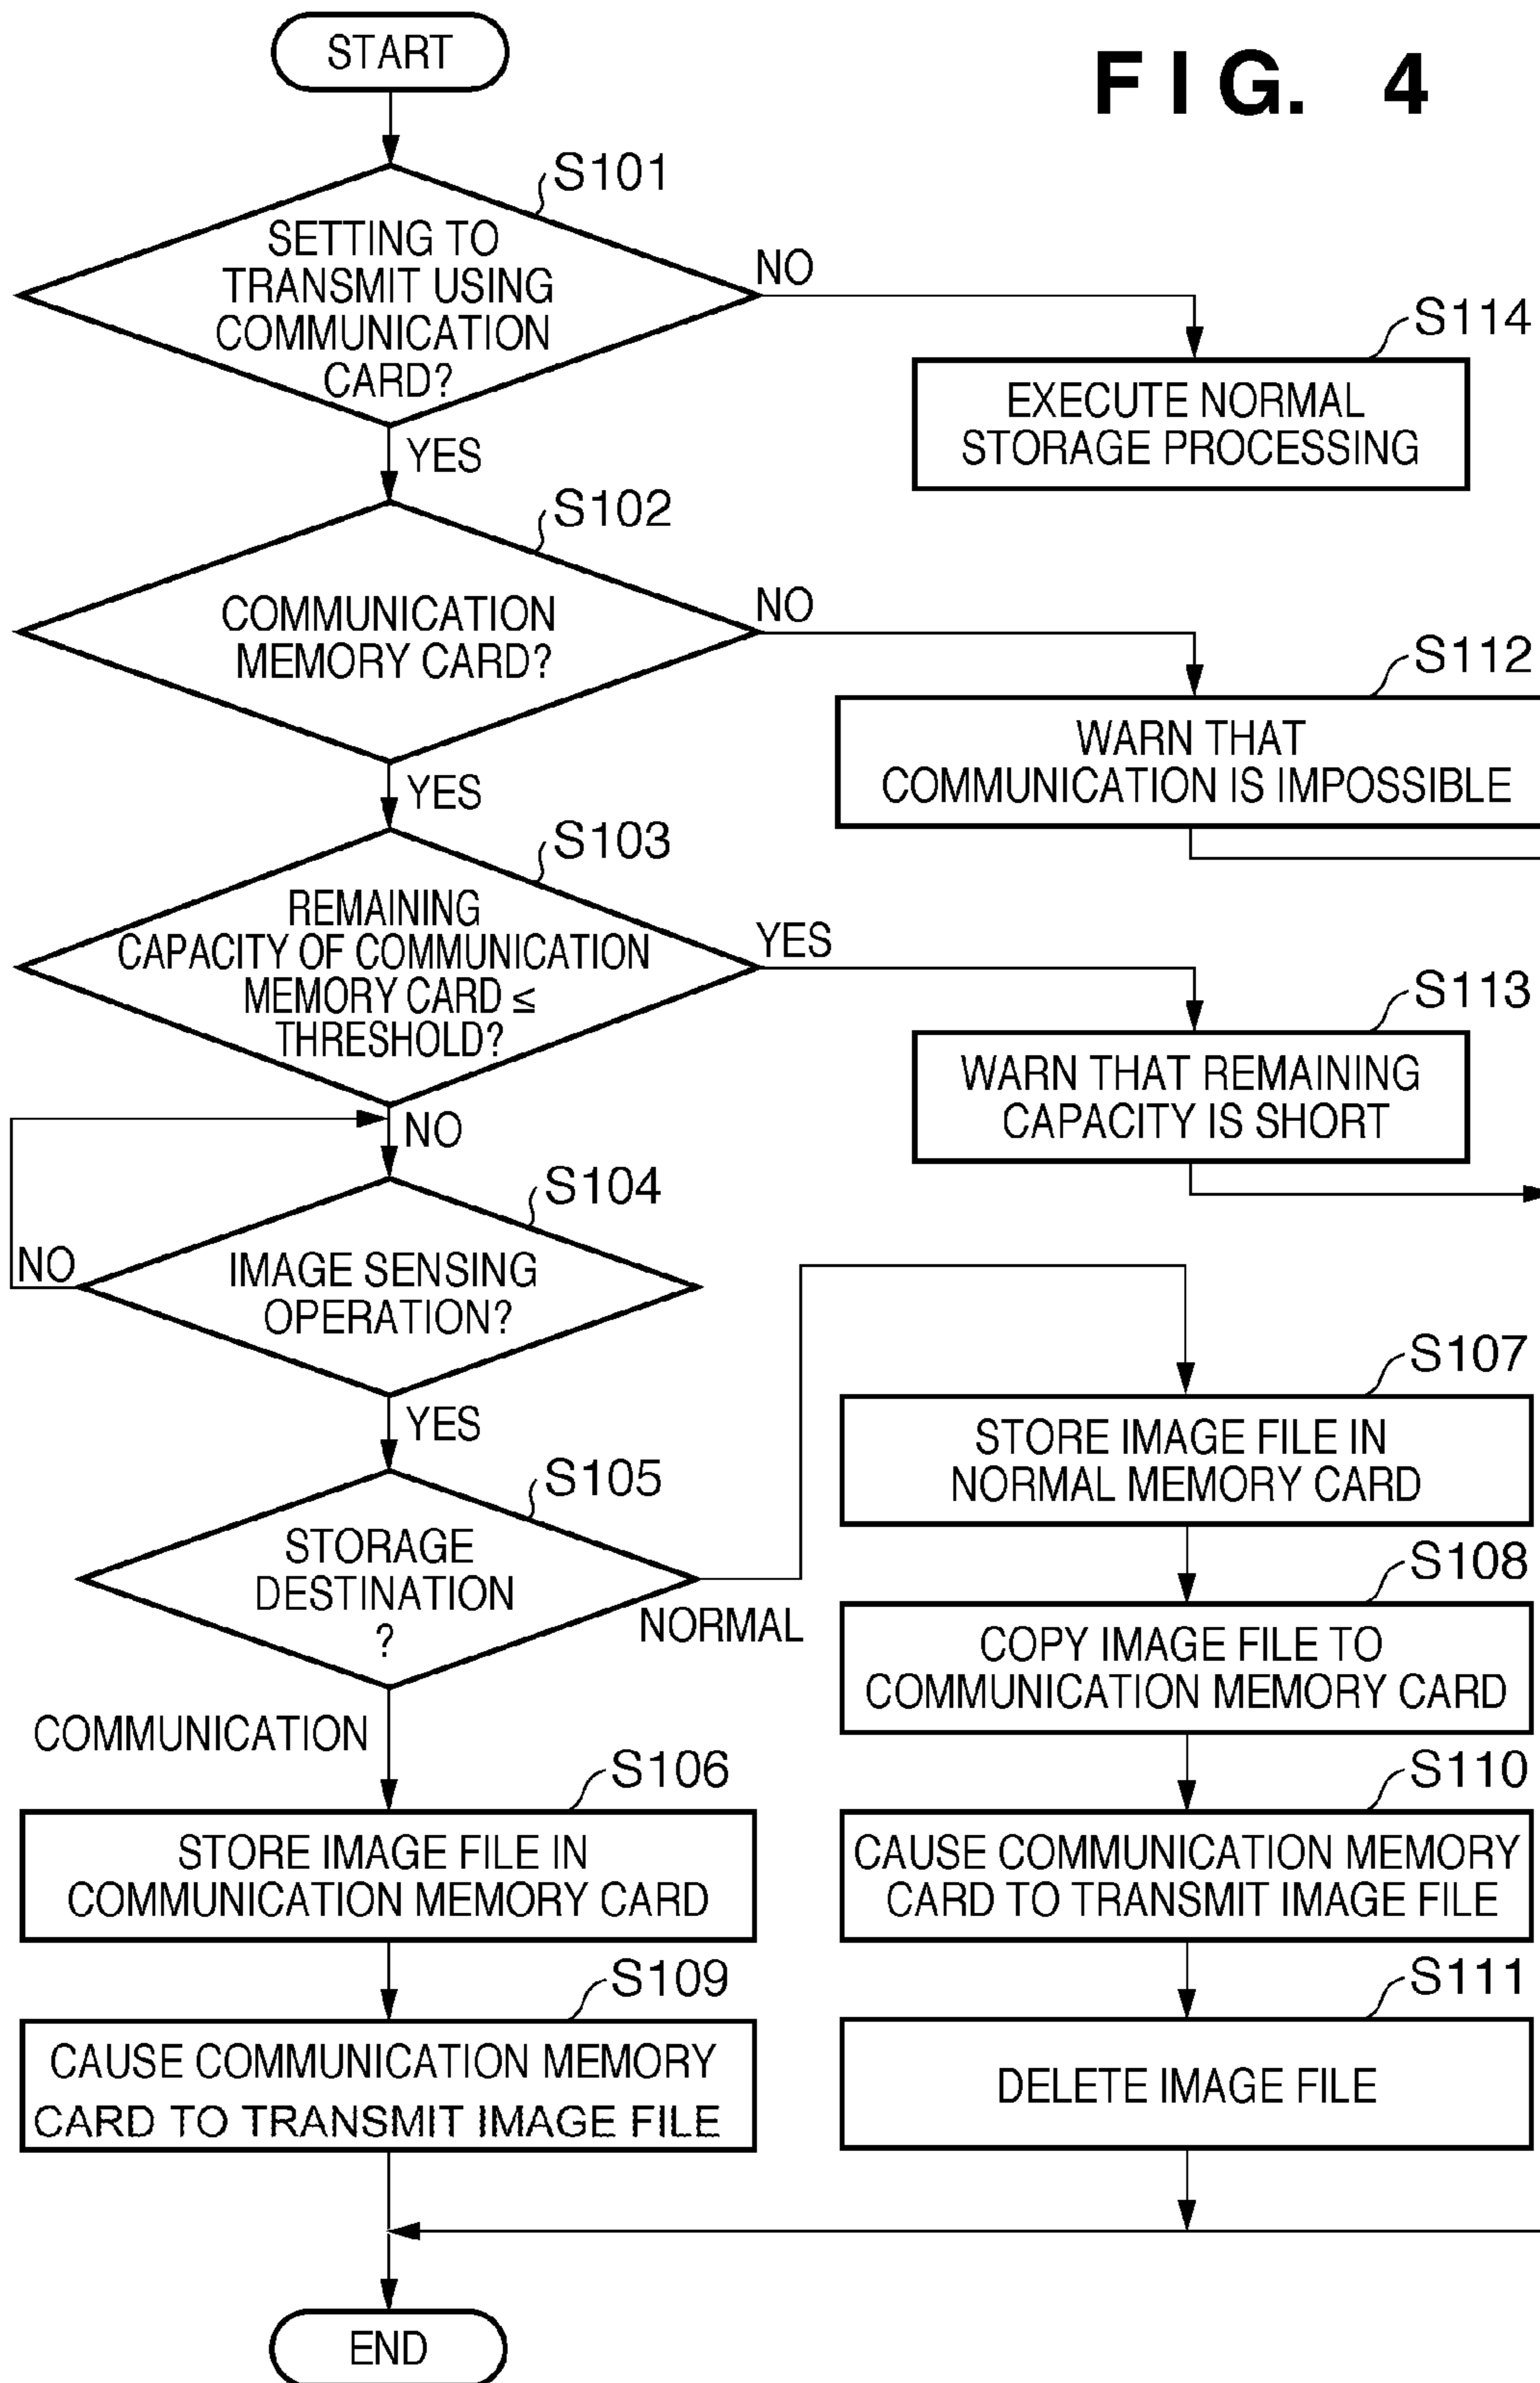 START
FIG. 4
S101
SETTING TO
TRANSMIT USING
COMMUNICATION
CARD?
NO
YES
S114
EXECUTE NORMAL
STORAGE PROCESSING
S102
COMMUNICATION
MEMORY CARD?
NO
YES
S112
WARN THAT
COMMUNICATION IS IMPOSSIBLE
S103
REMAINING
CAPACITY OF COMMUNICATION
MEMORY CARD ≤
THRESHOLD?
YES
NO
S113
WARN THAT REMAINING
CAPACITY IS SHORT
S104
IMAGE SENSING
OPERATION?
NO
YES
S105
STORAGE
DESTINATION
?
NORMAL
COMMUNICATION
S107
STORE IMAGE FILE IN
NORMAL MEMORY CARD
S108
COPY IMAGE FILE TO
COMMUNICATION MEMORY CARD
S106
STORE IMAGE FILE IN
COMMUNICATION MEMORY CARD
S110
CAUSE COMMUNICATION MEMORY
CARD TO TRANSMIT IMAGE FILE
S109
CAUSE COMMUNICATION MEMORY
CARD TO TRANSMIT IMAGE FILE
S111
DELETE IMAGE FILE
END